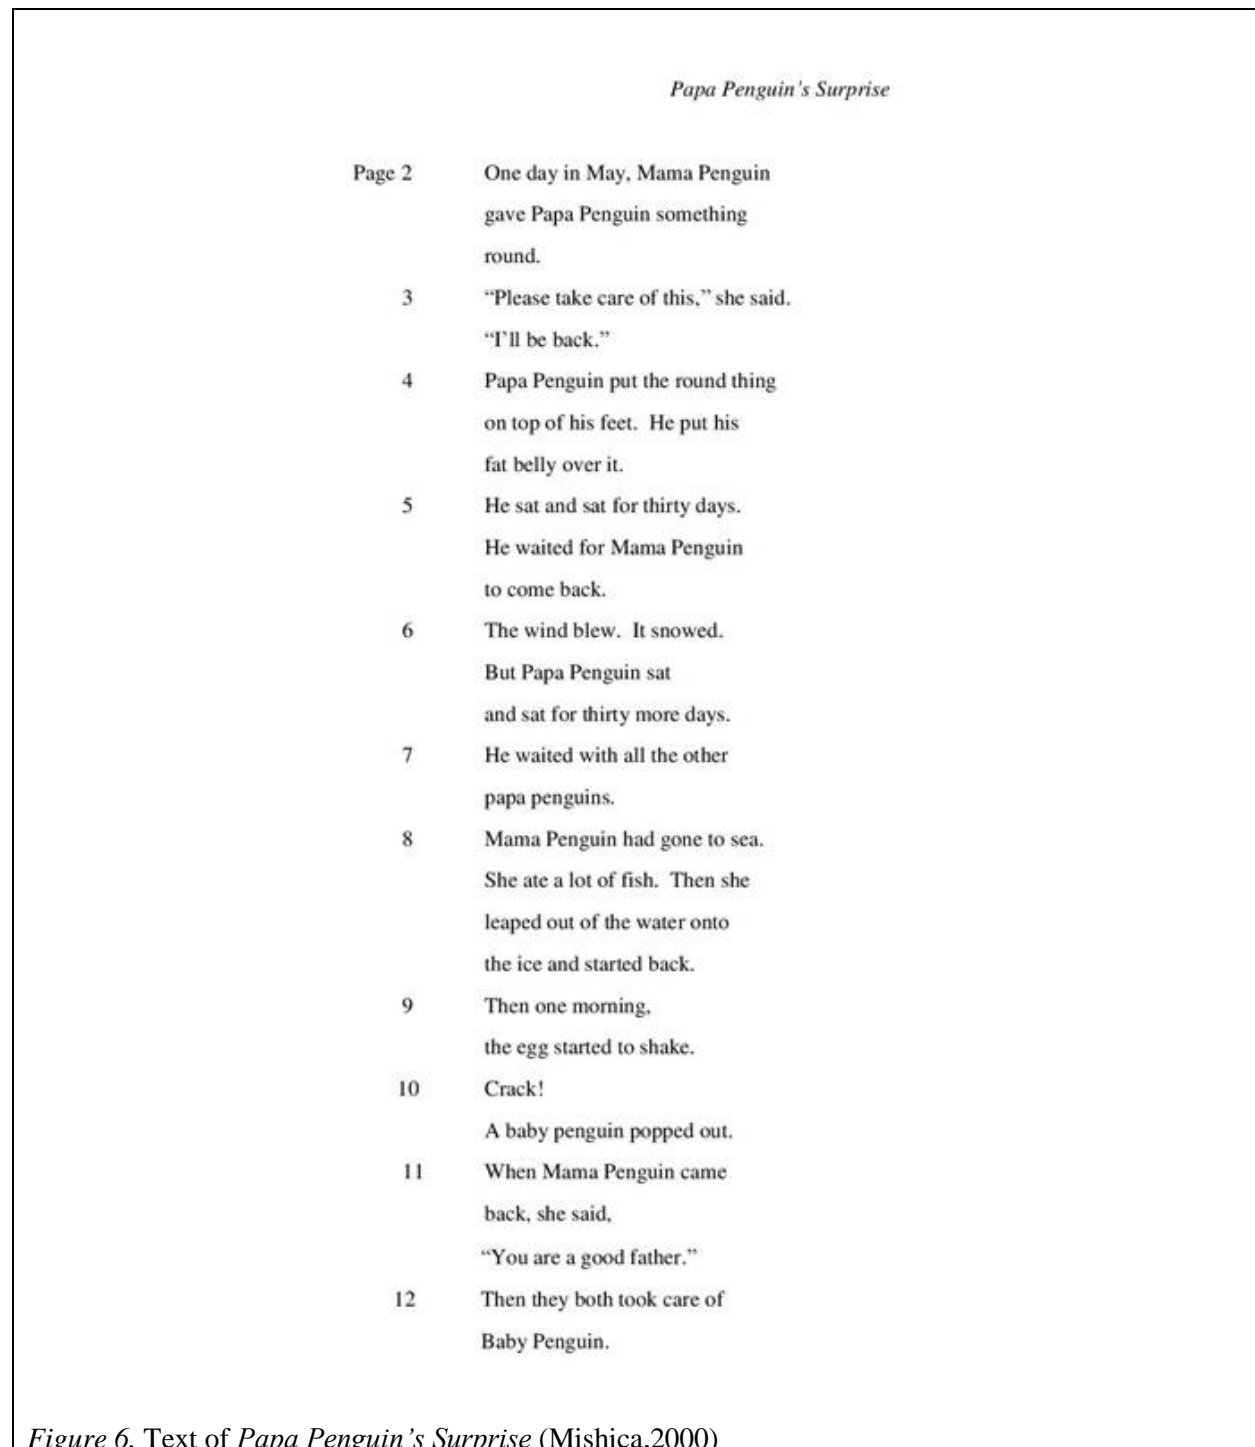 Papa Penguin's Surprise
Page 2 One day in May, Mama Penguin
gave Papa Penguin something
round.
3 “Please take care of this,” she said.
“I'll be back.”
4 Papa Penguin put the round thing
on top of his feet. He put his
fat belly over it.
5 He sat and sat for thirty days.
He waited for Mama Penguin
to come back.
6 The wind blew. It snowed.
But Papa Penguin sat
and sat for thirty more days.
7 He waited with all the other
papa penguins.
8 Mama Penguin had gone to sea.
She ate a lot of fish. Then she
leaped out of the water onto
the ice and started back.
9 Then one morning,
the egg started to shake.
10 Crack!
A baby penguin popped out.
11 When Mama Penguin came
back, she said,
“You are a good father.”
12 Then they both took care of
Baby Penguin.
Figure 6. Text of Papa Penguin's Surprise (Mishica,2000)